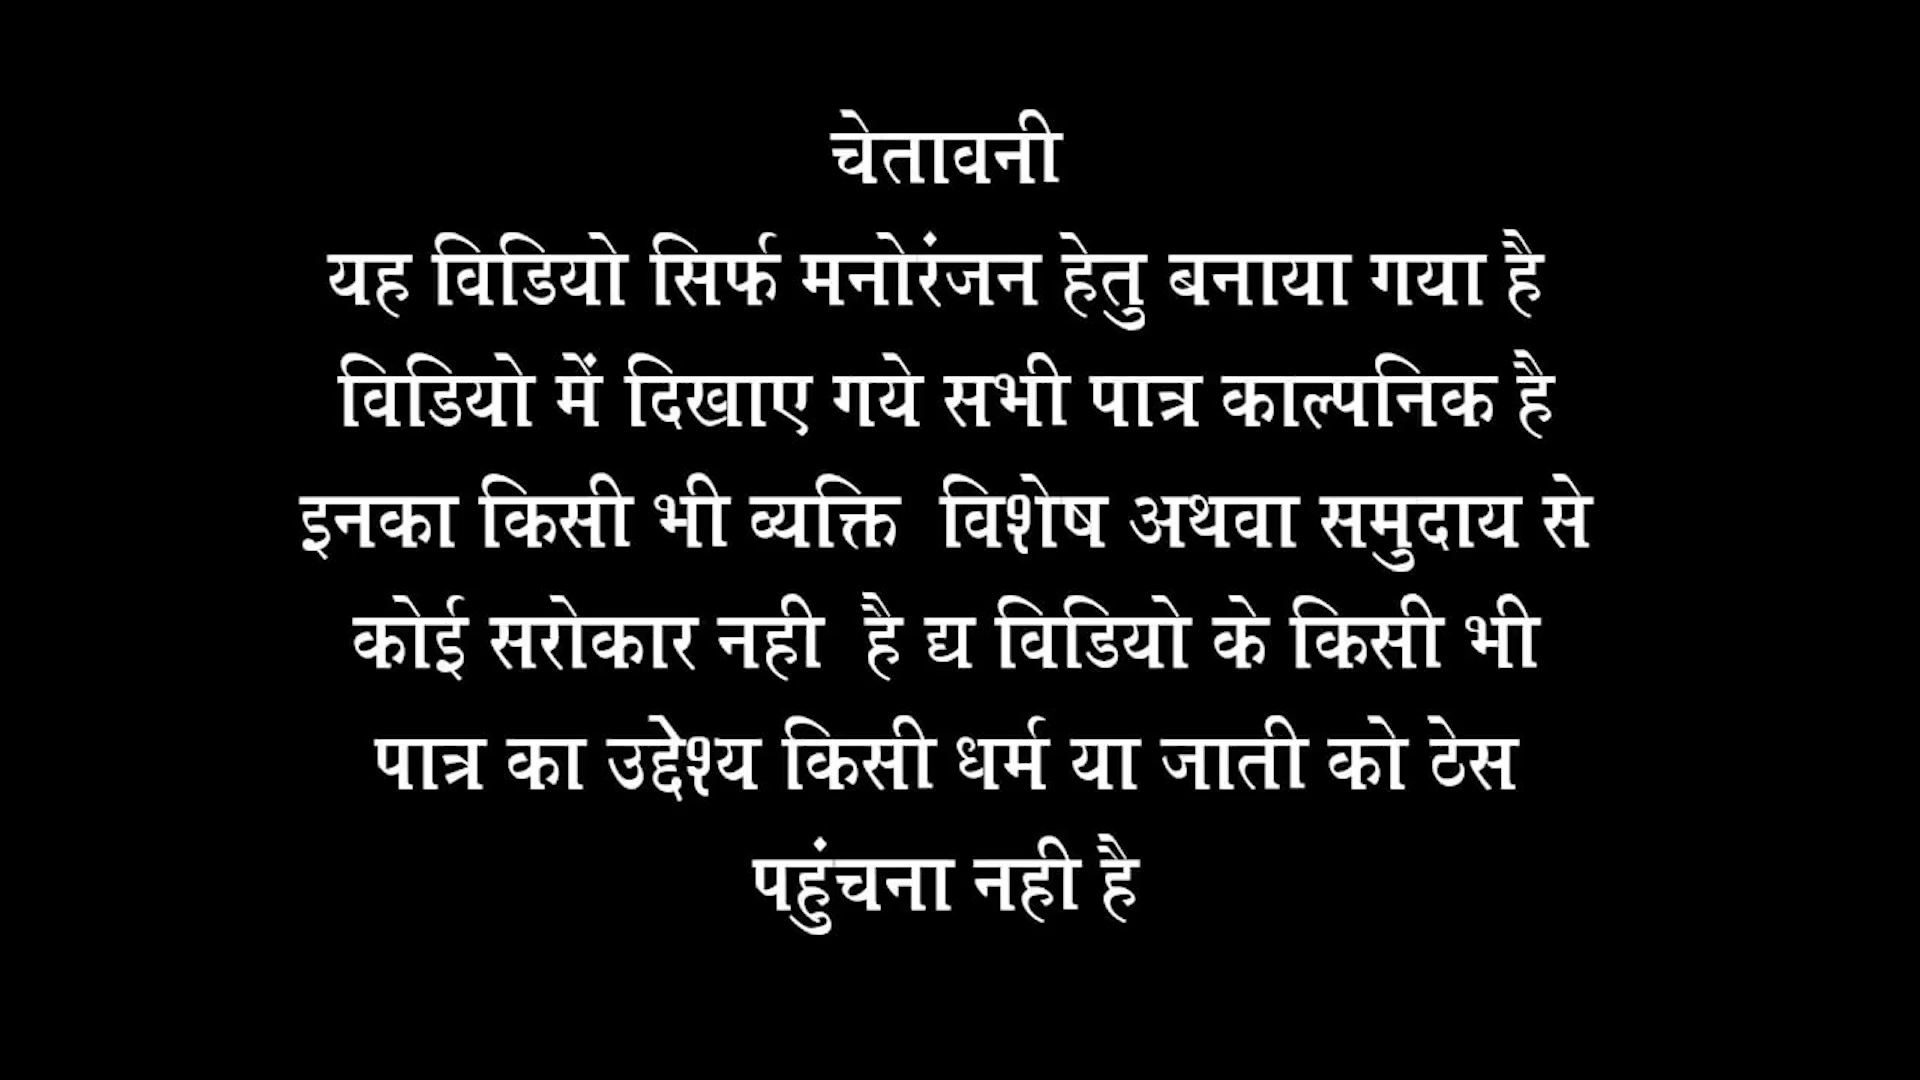 चेतावनी
यह विडियो सिर्फ मनोरंजन हेतु बनाया गया है
विडियो में दिखाए गये सभी पात्र काल्पनिक है
इनका किसी भी व्यक्ति विशेष अथवा समुदाय से
कोई सरोकार नही है द्य विडियो के किसी भी
पात्र का उद्देश्य किसी धर्म या जाती को ठेस
पहुंचना नही है